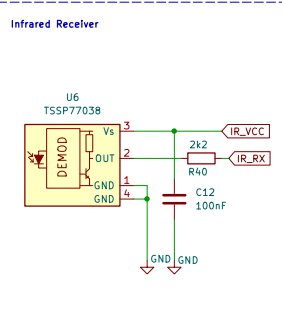 Infrared Receiver
U6
TSSP77038
DEMOD
Vs 3
IR_VCC
OUT 2
2k2
R40
IR_RX
GND 1
GND 4
C12
100nF
GND
GND